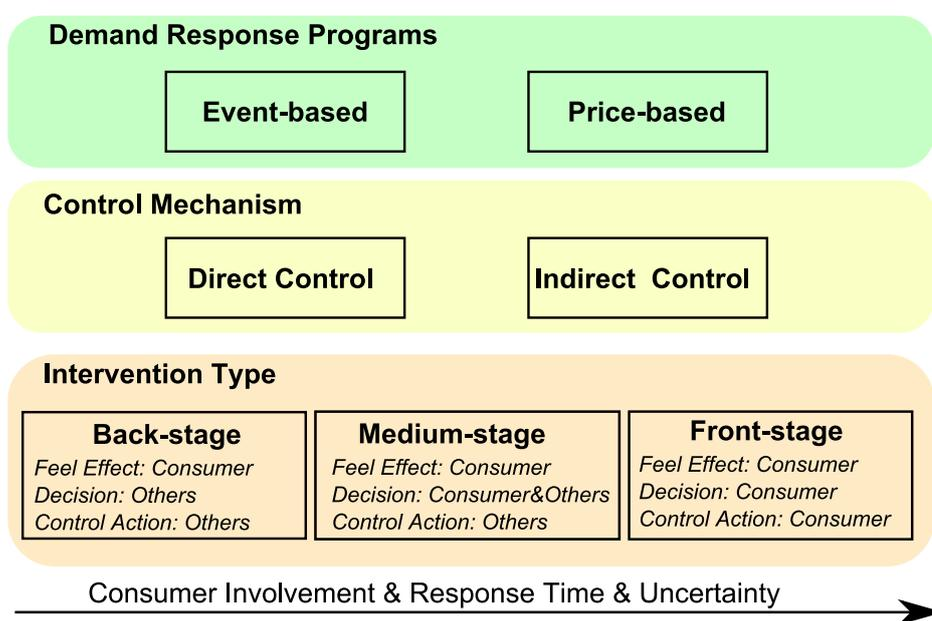 Demand Response Programs
Event-based
Price-based
Control Mechanism
Direct Control
Indirect Control
Intervention Type
Back-stage
Feel Effect: Consumer
Decision: Others
Control Action: Others
Medium-stage
Feel Effect: Consumer
Decision: Consumer&Others
Control Action: Others
Front-stage
Feel Effect: Consumer
Decision: Consumer
Control Action: Consumer
Consumer Involvement & Response Time & Uncertainty